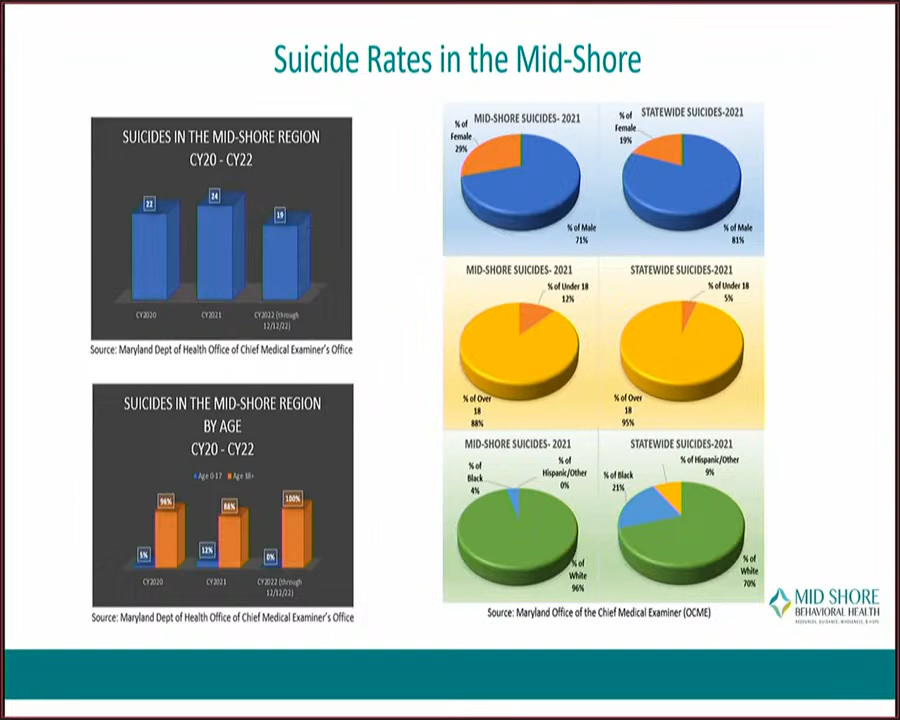 Suicide Rates in the Mid-Shore
SUICIDES IN THE MID-SHORE REGION
CY20 - CY22
22
24
19
CY2020
CY2021
CY2022 (through
12/12/22)
Source: Maryland Dept of Health Office of Chief Medical Examiner's Office
SUICIDES IN THE MID-SHORE REGION
BY AGE
CY20 - CY22
Age 0-17
Age 18+
5%
96%
12%
88%
0%
100%
CY2020
CY2021
CY2022 (through
12/12/22)
Source: Maryland Dept of Health Office of Chief Medical Examiner's Office
MID-SHORE SUICIDES- 2021
% of
Female
29%
% of Male
71%
STATEWIDE SUICIDES-2021
% of
Female
19%
% of Male
81%
MID-SHORE SUICIDES- 2021
% of Under 18
12%
% of Over
18
88%
STATEWIDE SUICIDES-2021
% of Under 18
5%
% of Over
18
95%
MID-SHORE SUICIDES- 2021
% of
Black
4%
% of
Hispanic/Other
0%
% of
White
96%
STATEWIDE SUICIDES-2021
% of Hispanic/Other
9%
% of Black
21%
% of
White
70%
Source: Maryland Office of the Chief Medical Examiner (OCME)
MID SHORE
BEHAVIORAL HEALTH
RESOURCES, GUIDANCE, WHOLENESS, & HOPE